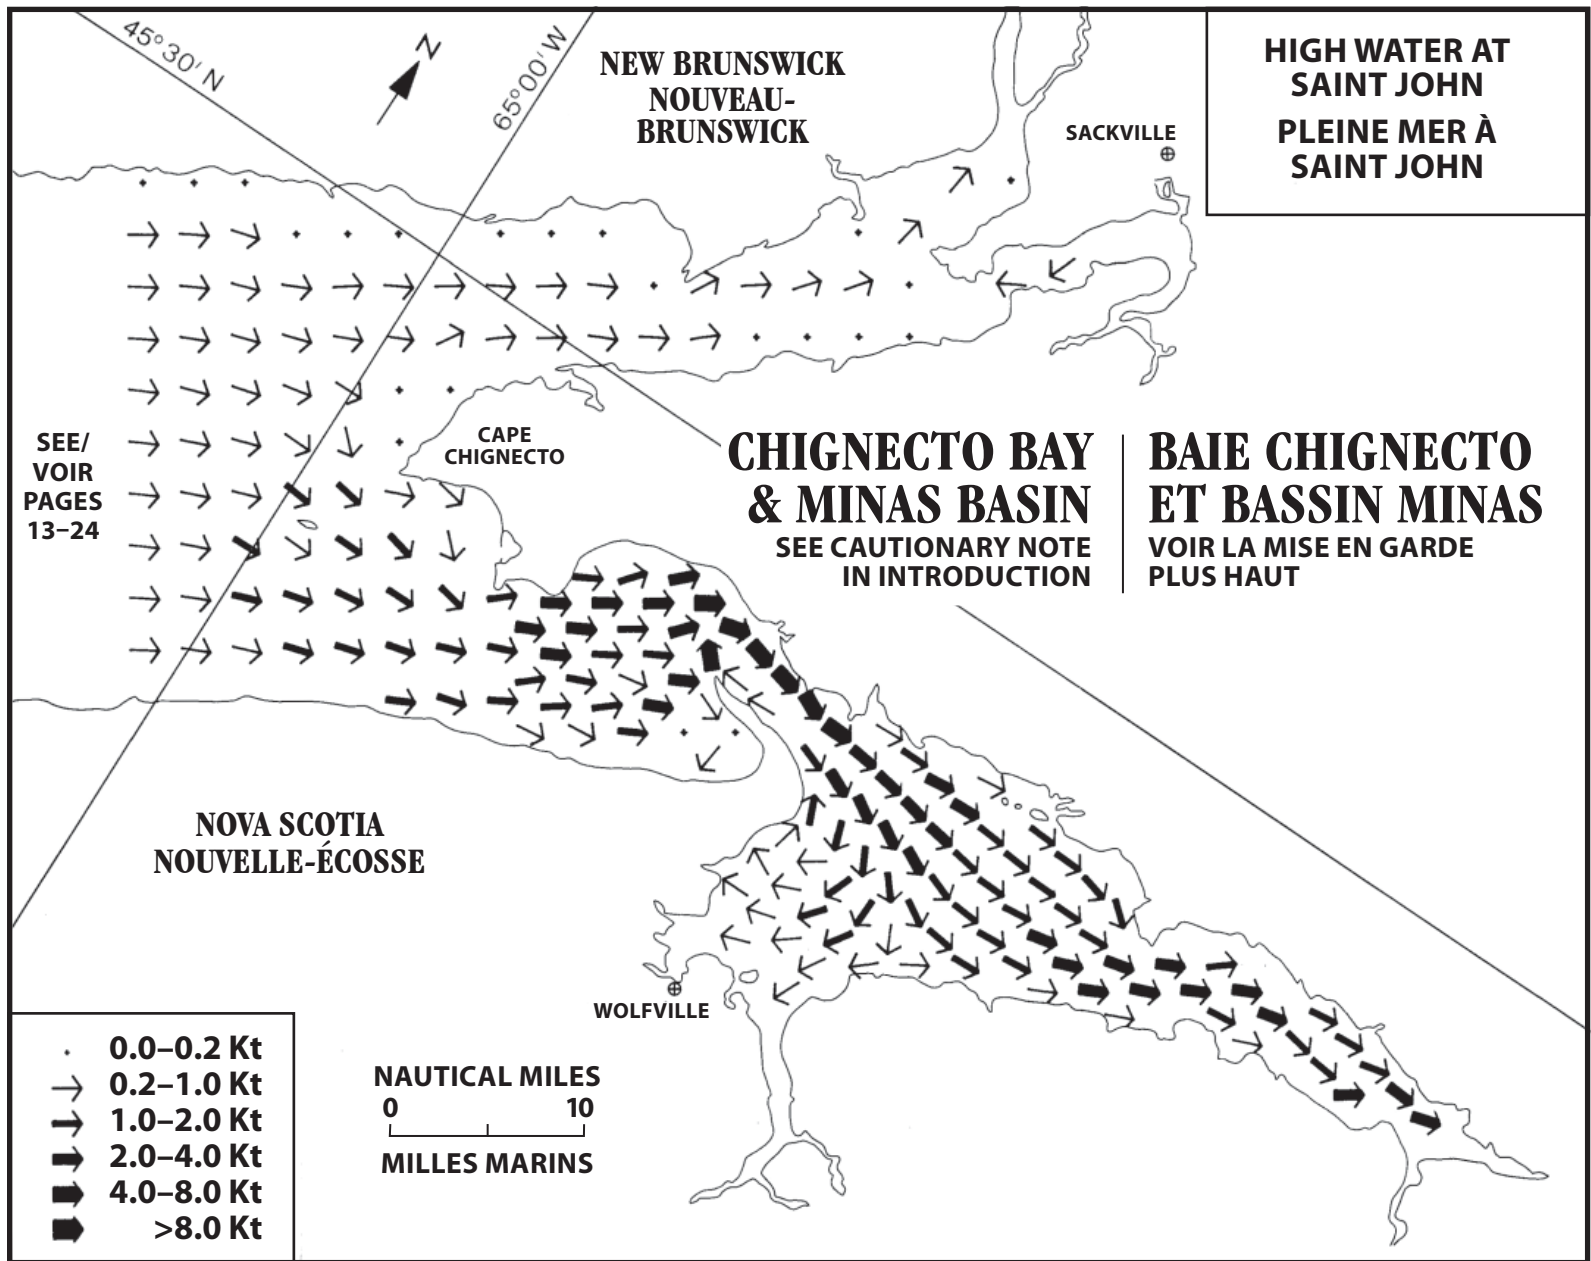 45°30' N
N
65°00' W
NEW BRUNSWICK
NOUVEAU-
BRUNSWICK
SACKVILLE
HIGH WATER AT
SAINT JOHN
PLEINE MER À
SAINT JOHN
SEE/
VOIR
PAGES
13–24
CAPE
CHIGNECTO
CHIGNECTO BAY
& MINAS BASIN
SEE CAUTIONARY NOTE
IN INTRODUCTION
BAIE CHIGNECTO
ET BASSIN MINAS
VOIR LA MISE EN GARDE
PLUS HAUT
NOVA SCOTIA
NOUVELLE-ÉCOSSE
WOLFVILLE
0.0–0.2 Kt
0.2–1.0 Kt
1.0–2.0 Kt
2.0–4.0 Kt
4.0–8.0 Kt
>8.0 Kt
NAUTICAL MILES
0 10
MILLES MARINS